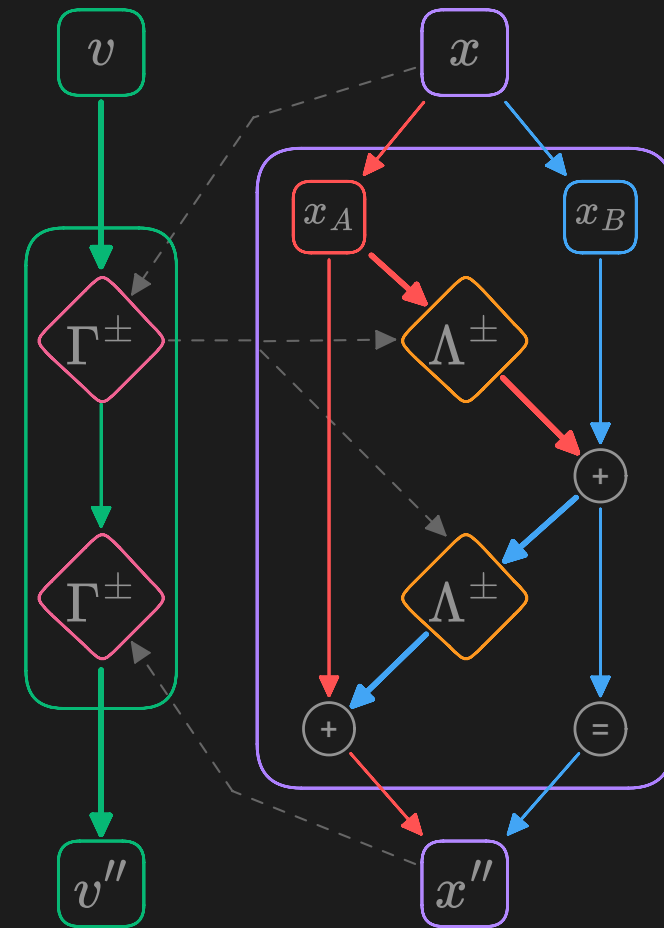 v x
x_A x_B
Γ^± Λ^±
+
Γ^± Λ^±
+ =
v″ x″